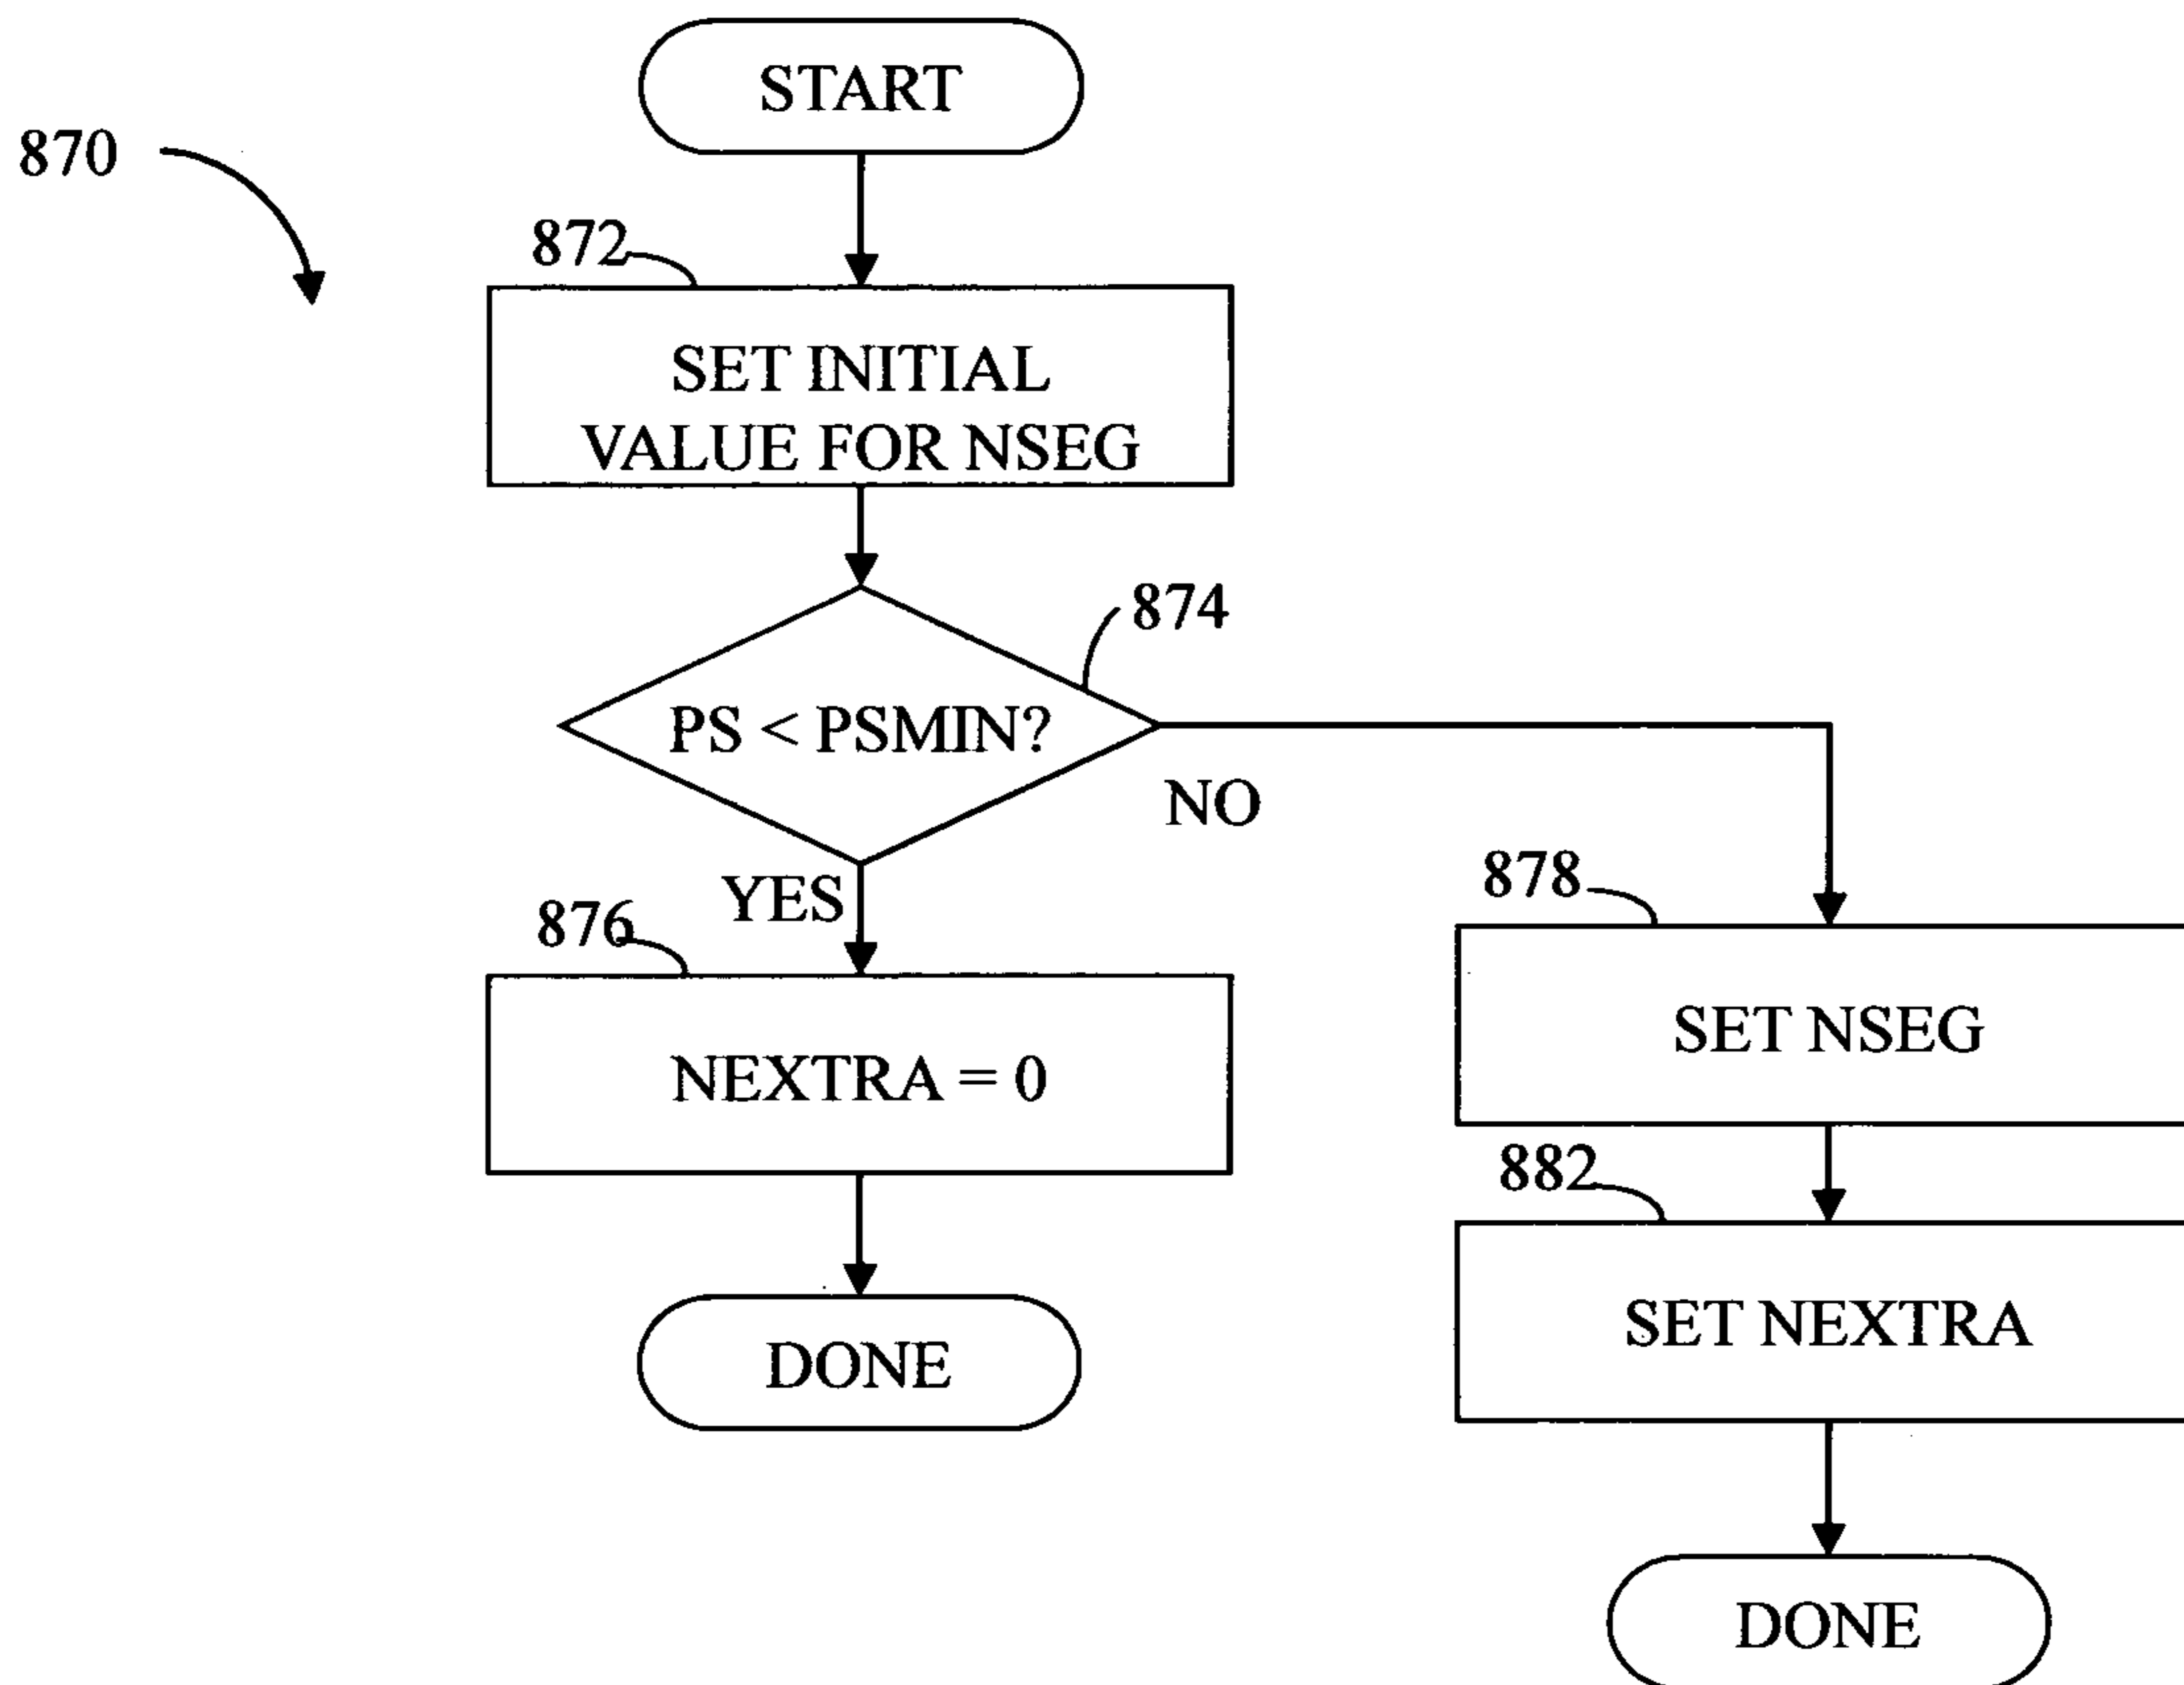 START
870
872
SET INITIAL
VALUE FOR NSEG
874
PS < PSMIN?
NO
YES
876
NEXTRA = 0
DONE
878
SET NSEG
882
SET NEXTRA
DONE